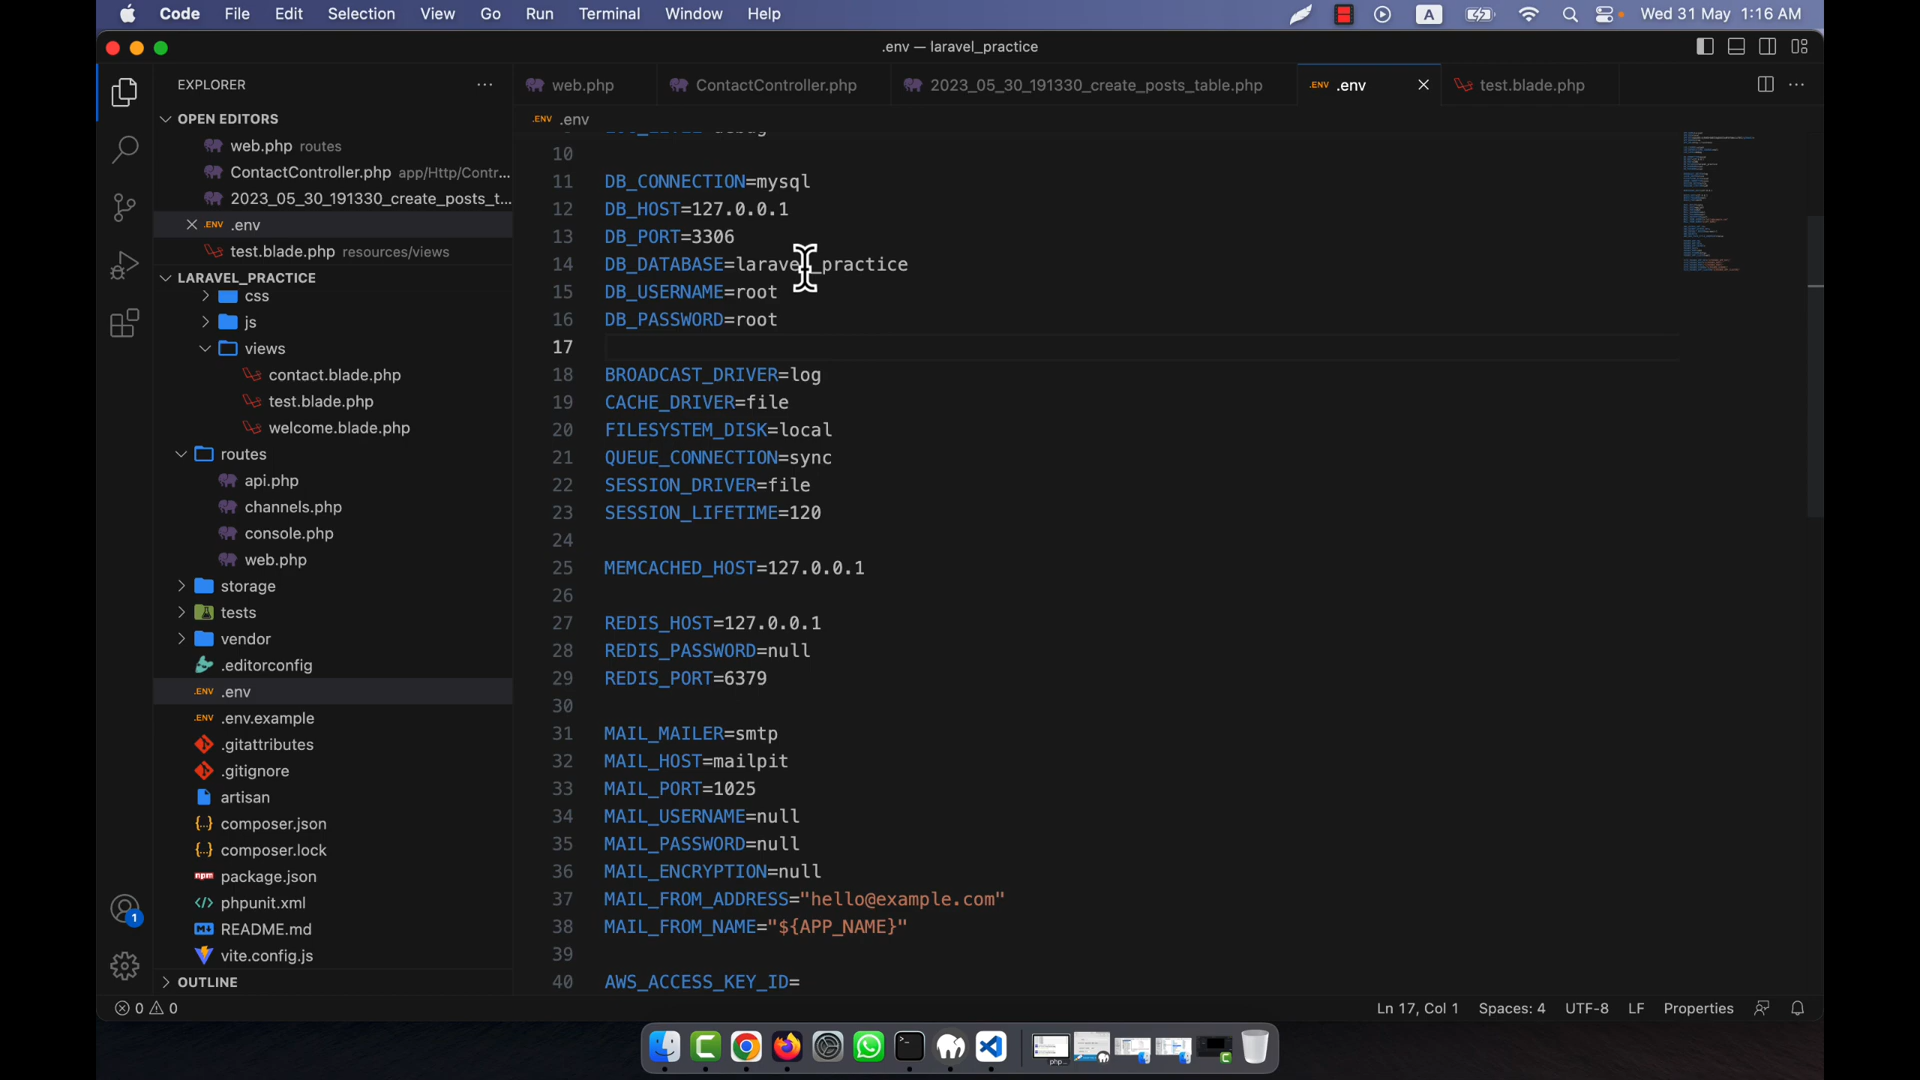 Code File Edit Selection View Go Run Terminal Window Help A Wed 31 May 1:16 AM
.env — laravel_practice
EXPLORER
web.php ContactController.php 2023_05_30_191330_create_posts_table.php .ENV .env test.blade.php
OPEN EDITORS
web.php routes
ContactController.php app/Http/Contr...
2023_05_30_191330_create_posts_t...
.ENV .env
test.blade.php resources/views
LARAVEL_PRACTICE
css
js
views
contact.blade.php
test.blade.php
welcome.blade.php
routes
api.php
channels.php
console.php
web.php
storage
tests
vendor
.editorconfig
.ENV .env
.ENV .env.example
.gitattributes
.gitignore
artisan
{..} composer.json
{..} composer.lock
npm package.json
</> phpunit.xml
README.md
vite.config.js
OUTLINE
.ENV .env
10
11 DB_CONNECTION=mysql
12 DB_HOST=127.0.0.1
13 DB_PORT=3306
14 DB_DATABASE=laravel_practice
15 DB_USERNAME=root
16 DB_PASSWORD=root
17
18 BROADCAST_DRIVER=log
19 CACHE_DRIVER=file
20 FILESYSTEM_DISK=local
21 QUEUE_CONNECTION=sync
22 SESSION_DRIVER=file
23 SESSION_LIFETIME=120
24
25 MEMCACHED_HOST=127.0.0.1
26
27 REDIS_HOST=127.0.0.1
28 REDIS_PASSWORD=null
29 REDIS_PORT=6379
30
31 MAIL_MAILER=smtp
32 MAIL_HOST=mailpit
33 MAIL_PORT=1025
34 MAIL_USERNAME=null
35 MAIL_PASSWORD=null
36 MAIL_ENCRYPTION=null
37 MAIL_FROM_ADDRESS="hello@example.com"
38 MAIL_FROM_NAME="${APP_NAME}"
39
40 AWS_ACCESS_KEY_ID=
1
0 0 Ln 17, Col 1 Spaces: 4 UTF-8 LF Properties